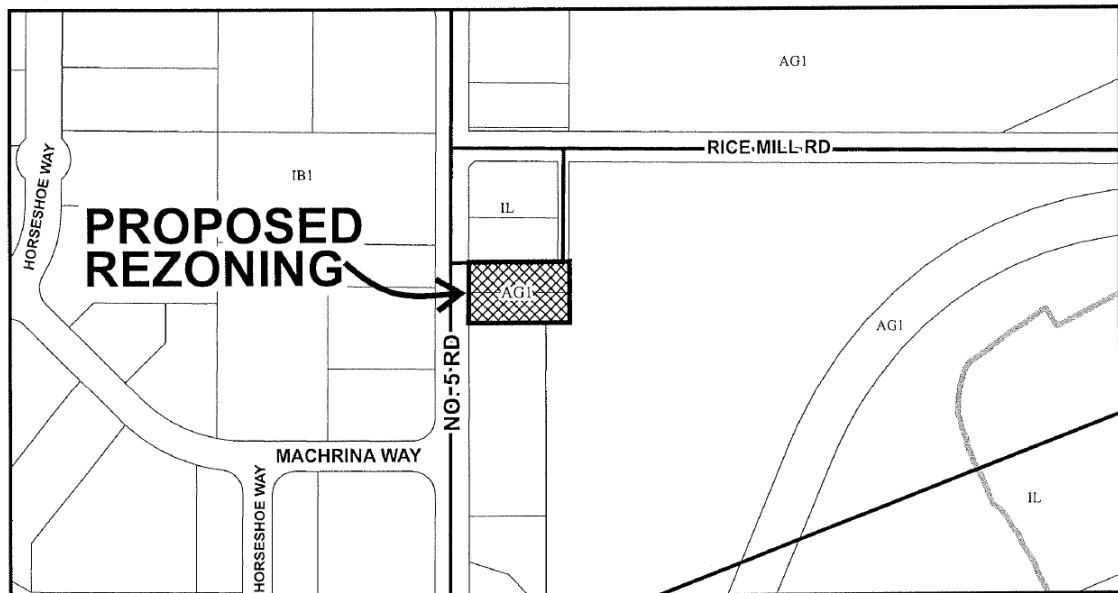 AG1
RICE MILL RD
HORSESHOE WAY
IB1
IL
PROPOSED
REZONING
AG1
AG1
NO. 5 RD
MACHRINA WAY
HORSESHOE WAY
IL